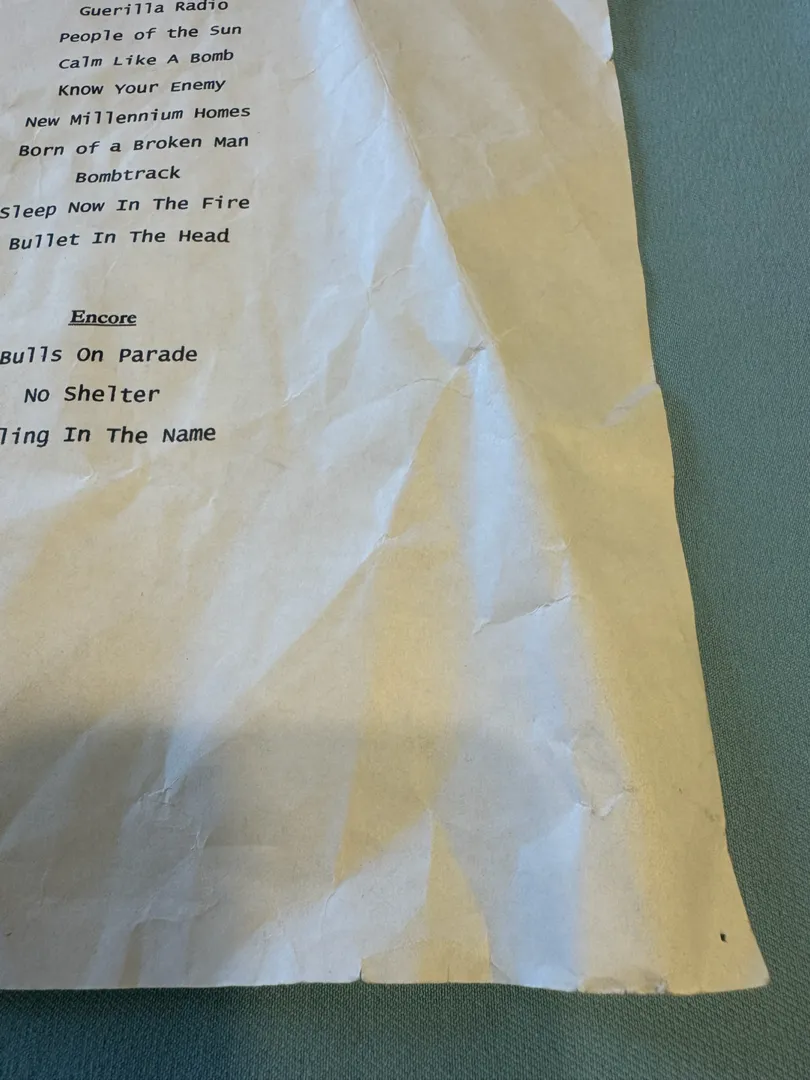 Guerilla Radio
People of the Sun
Calm Like A Bomb
Know Your Enemy
New Millennium Homes
Born of a Broken Man
Bombtrack
Sleep Now In The Fire
Bullet In The Head
Encore
Bulls On Parade
No Shelter
ling In The Name